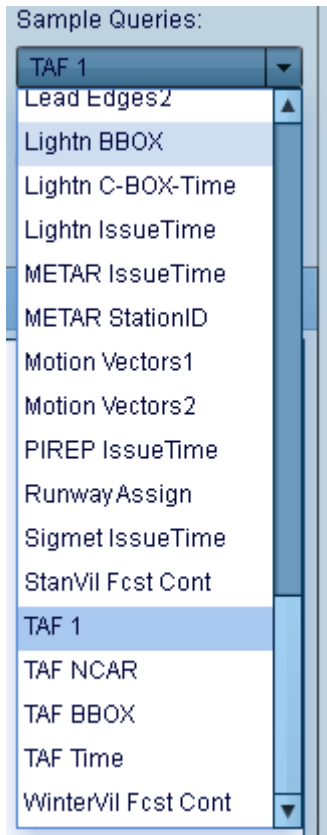 Sample Queries:
TAF 1
Lead Edges2
Lightn BBOX
Lightn C-BOX-Time
Lightn IssueTime
METAR IssueTime
METAR StationID
Motion Vectors1
Motion Vectors2
PIREP IssueTime
RunwayAssign
Sigmet IssueTime
StanVil Fcst Cont
TAF 1
TAF NCAR
TAF BBOX
TAF Time
WinterVil Fcst Cont